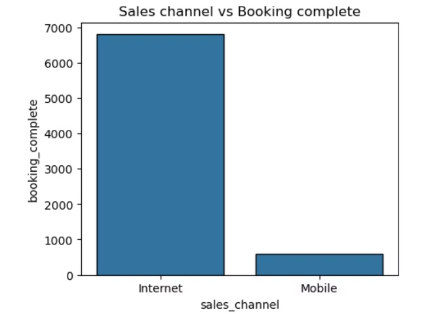 Sales channel vs Booking complete
7000
6000
5000
4000
3000
2000
1000
0
booking_complete
Internet
Mobile
sales_channel